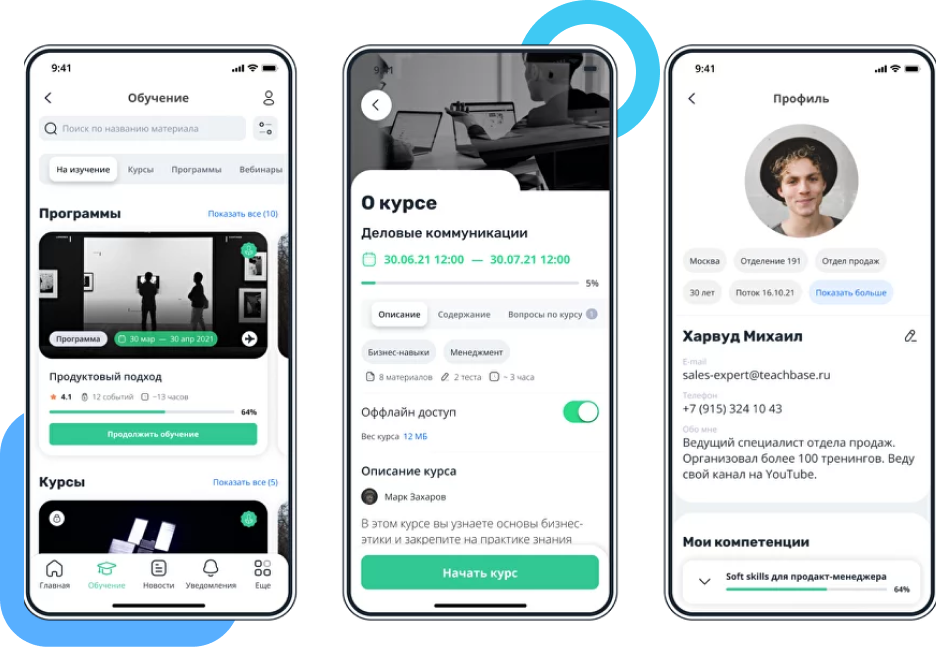 9:41
Обучение
Поиск по названию материала
На изучение
Курсы
Программы
Вебинары
Программы
Показать все (10)
Программа
30 мар — 30 апр 2021
Продуктовый подход
4.1
12 событий
~13 часов
64%
Продолжить обучение
Курсы
Показать все (5)
Главная
Обучение
Новости
Уведомления
Еще
9:41
О курсе
Деловые коммуникации
30.06.21 12:00 — 30.07.21 12:00
5%
Описание
Содержание
Вопросы по курсу
1
Бизнес-навыки
Менеджмент
8 материалов
2 теста
~ 3 часа
Оффлайн доступ
Вес курса 12 МБ
Описание курса
Марк Захаров
В этом курсе вы узнаете основы бизнес-
этики и закрепите на практике знания
Начать курс
9:41
Профиль
Москва
Отделение 191
Отдел продаж
30 лет
Поток 16.10.21
Показать больше
Харвуд Михаил
E-mail
sales-expert@teachbase.ru
Телефон
+7 (915) 324 10 43
Обо мне
Ведущий специалист отдела продаж.
Организовал более 100 тренингов. Веду
свой канал на YouTube.
Мои компетенции
Soft skills для продакт-менеджера
64%